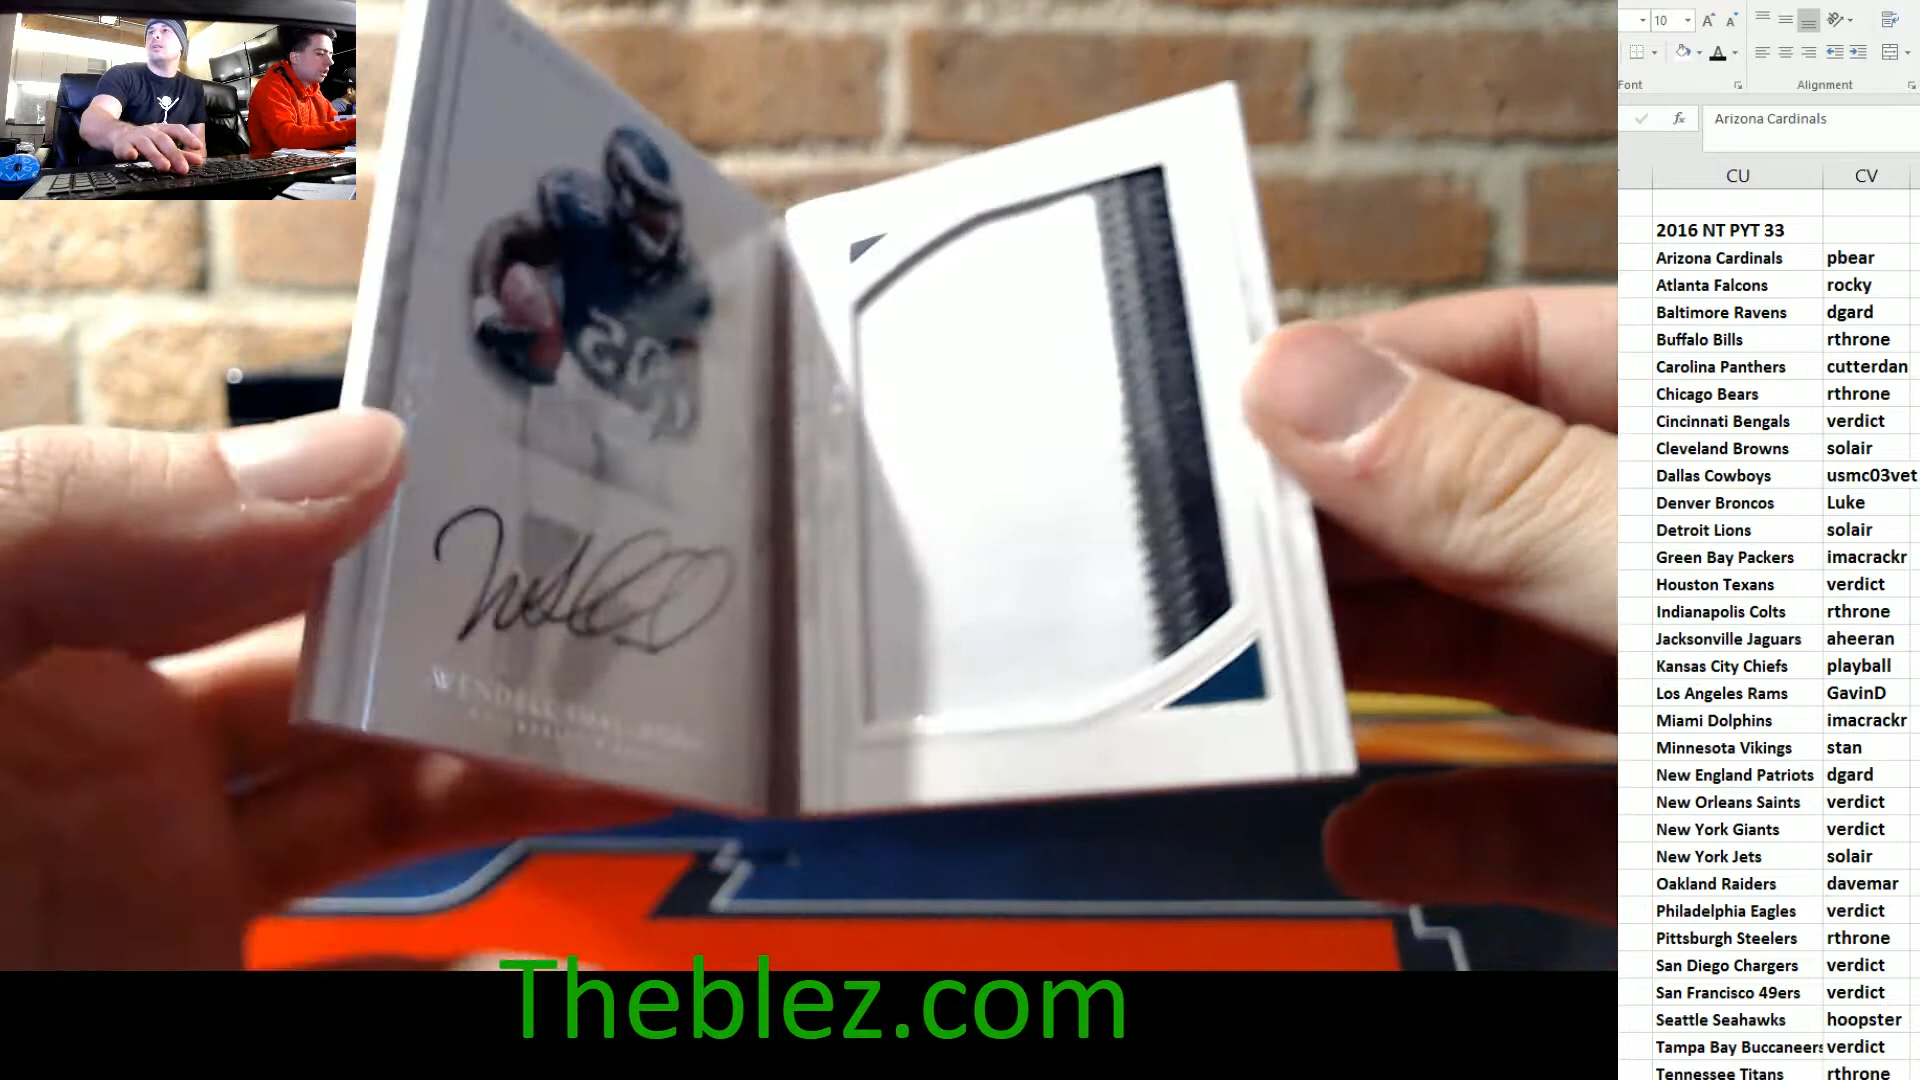 10
Font
Alignment
fx
Arizona Cardinals
CU CV
2016 NT PYT 33
Arizona Cardinals pbear
Atlanta Falcons rocky
Baltimore Ravens dgard
Buffalo Bills rthrone
Carolina Panthers cutterdan
Chicago Bears rthrone
Cincinnati Bengals verdict
Cleveland Browns solair
Dallas Cowboys usmc03vet
Denver Broncos Luke
Detroit Lions solair
Green Bay Packers imacrackr
Houston Texans verdict
Indianapolis Colts rthrone
Jacksonville Jaguars aheeran
Kansas City Chiefs playball
Los Angeles Rams GavinD
Miami Dolphins imacrackr
Minnesota Vikings stan
New England Patriots dgard
New Orleans Saints verdict
New York Giants verdict
New York Jets solair
Oakland Raiders davemar
Philadelphia Eagles verdict
Pittsburgh Steelers rthrone
San Diego Chargers verdict
San Francisco 49ers verdict
Seattle Seahawks hoopster
Tampa Bay Buccaneers verdict
Tennessee Titans rthrone
WENDELL
Theblez.com